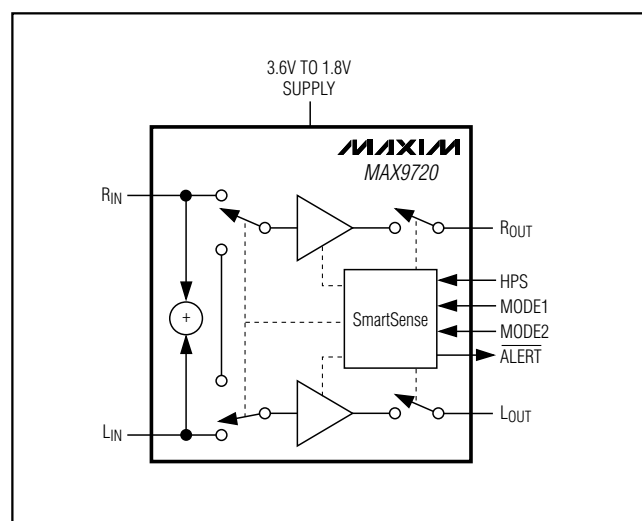 3.6V TO 1.8V
SUPPLY
MAXIM
MAX9720
RIN
ROUT
+
SmartSense
HPS
MODE1
MODE2
ALERT
LIN
LOUT